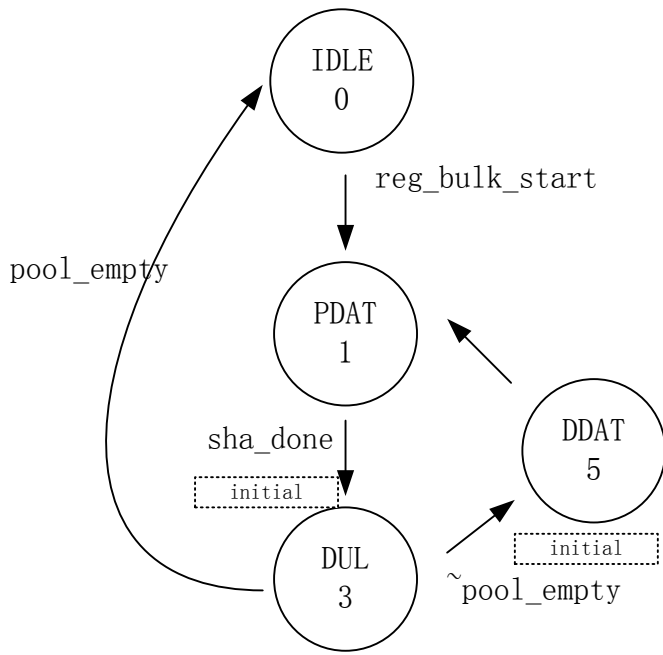 IDLE
0
reg_bulk_start
pool_empty
PDAT
1
sha_done
DDAT
5
initial
initial
DUL
3
~pool_empty